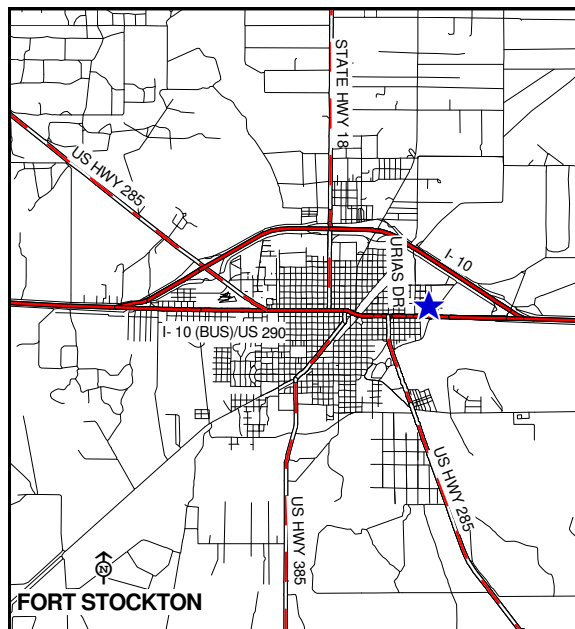 STATE HWY 18
US HWY 285
URIAS DR
I- 10
I- 10 (BUS)/US 290
US HWY 285
US HWY 385
N
FORT STOCKTON